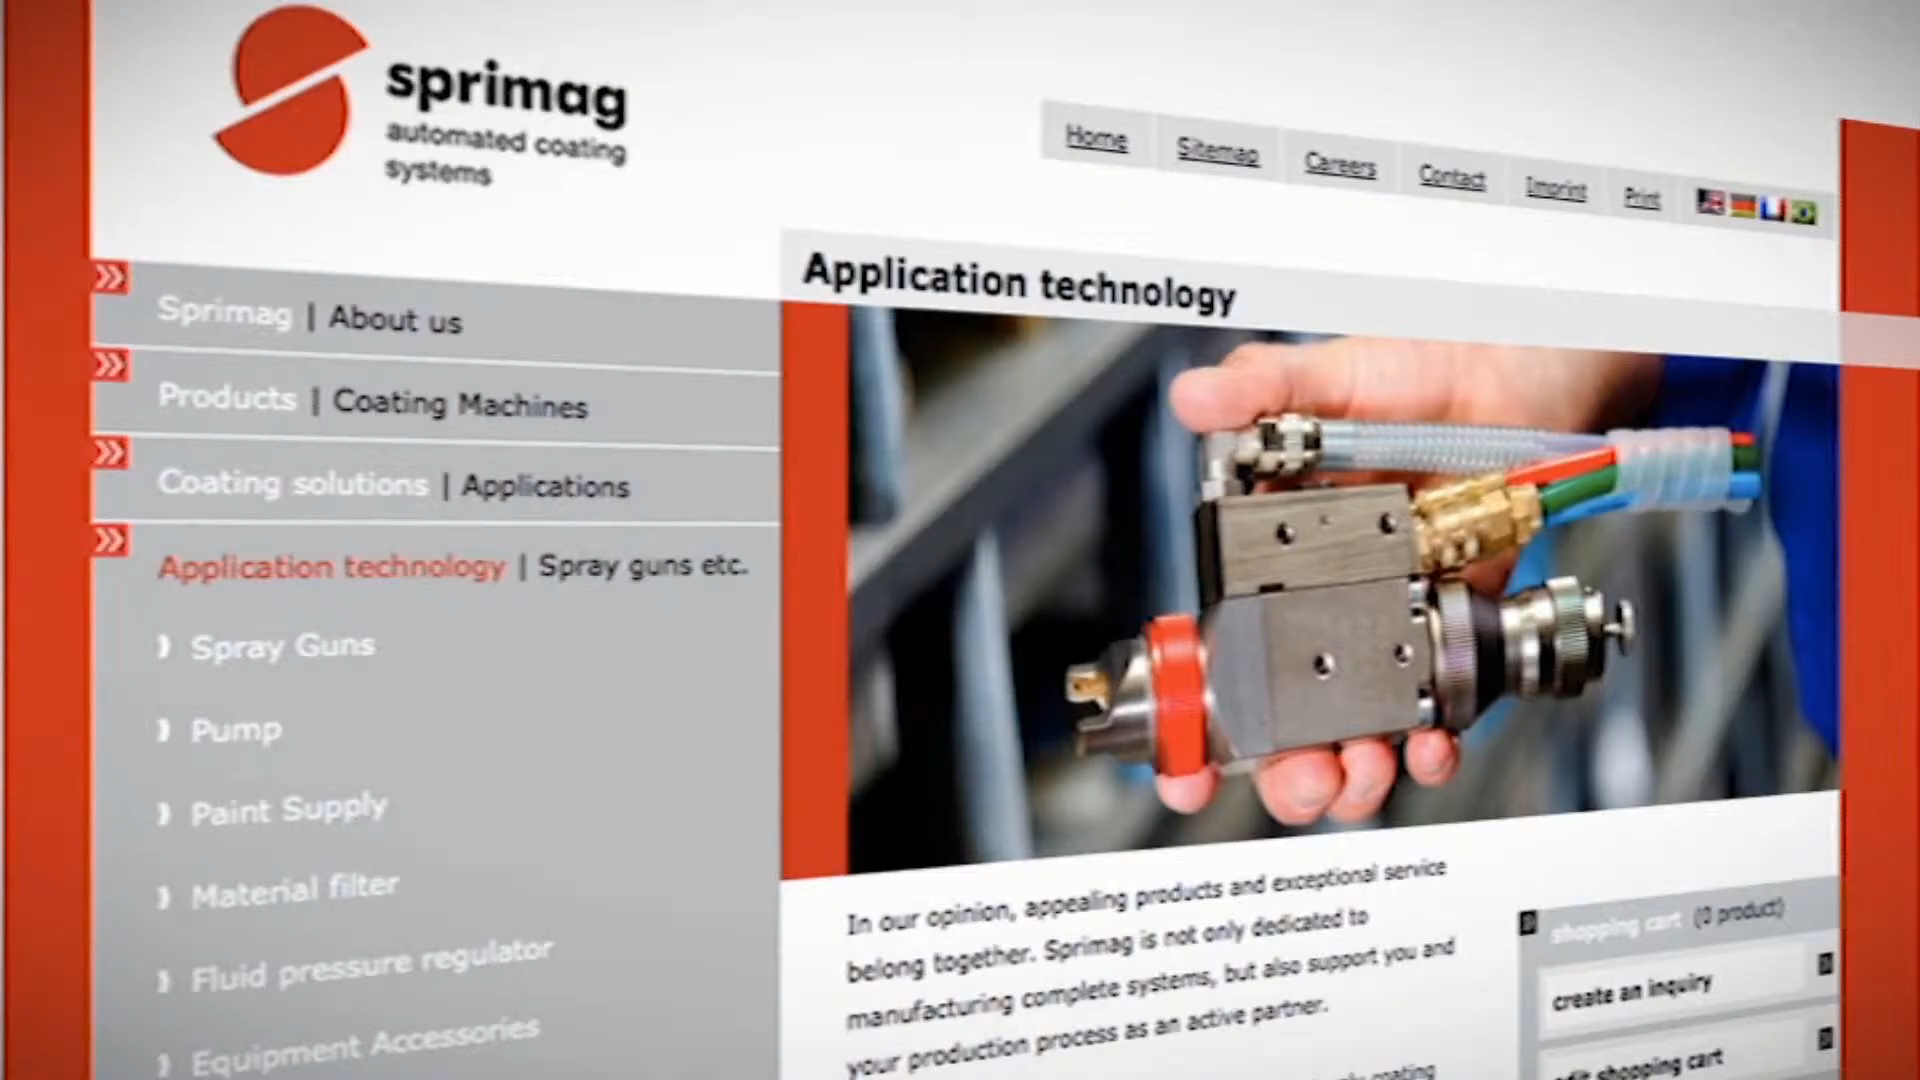 sprimag
automated coating
systems
Home Sitemap Careers Contact Imprint Print
Sprimag | About us
Products | Coating Machines
Coating solutions | Applications
Application technology | Spray guns etc.
Spray Guns
Pump
Paint Supply
Material filter
Fluid pressure regulator
Equipment Accessories
Application technology
In our opinion, appealing products and exceptional service
belong together. Sprimag is not only dedicated to
manufacturing complete systems, but also support you and
your production process as an active partner.
coating
shopping cart (0 product)
create an inquiry
edit shopping cart